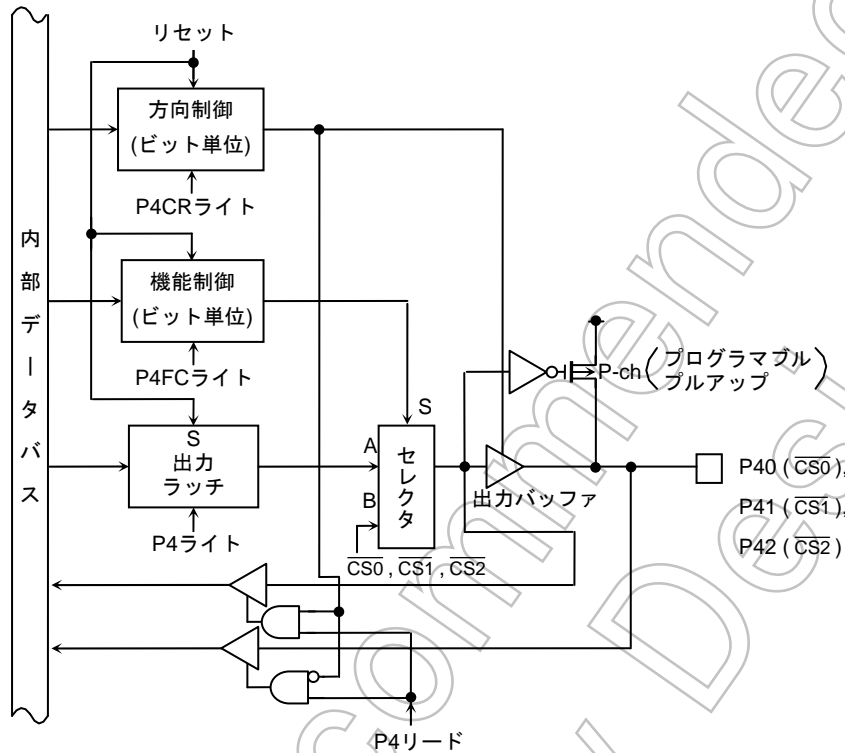 リセット
方向制御
(ビット単位)
P4CRライト
内部データバス
機能制御
(ビット単位)
P4FCライト
P-ch (プログラマブル
プルアップ)
S
S
出力
ラッチ
A
B
セレクタ
出力バッファ
P4ライト
CS0 , CS1 , CS2
P40 ( CS0 ),
P41 ( CS1 ),
P42 ( CS2 )
P4リード
commended
Desi